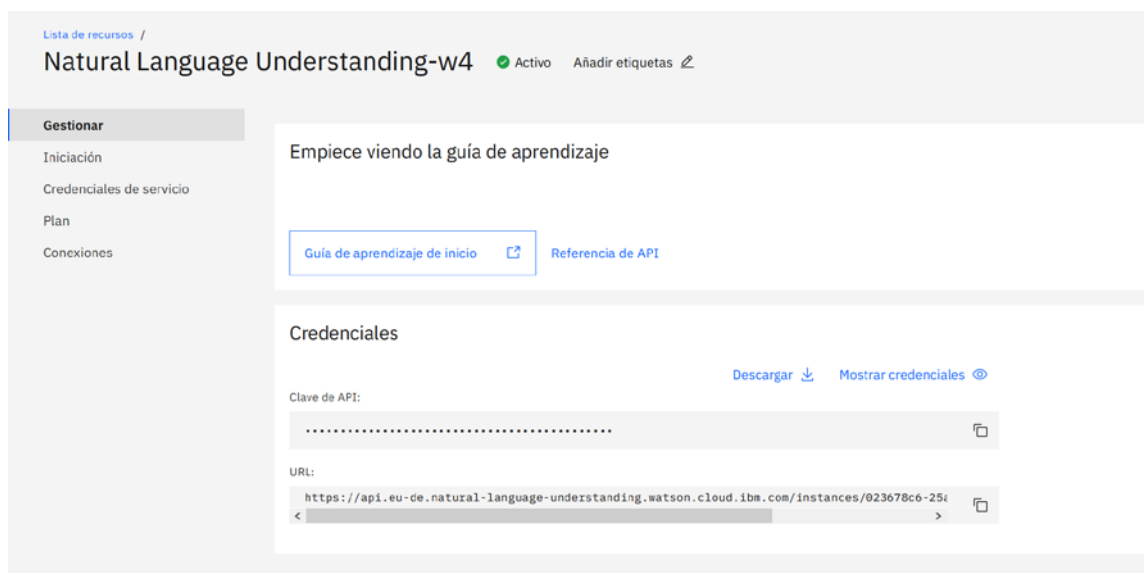 Lista de recursos /
Natural Language Understanding-w4 Activo Añadir etiquetas
Gestionar
Iniciación
Credenciales de servicio
Plan
Conexiones
Empiece viendo la guía de aprendizaje
Guía de aprendizaje de inicio Referencia de API
Credenciales
Descargar Mostrar credenciales
Clave de API:
............................................
URL:
https://api.eu-de.natural-language-understanding.watson.cloud.ibm.com/instances/023678c6-25a